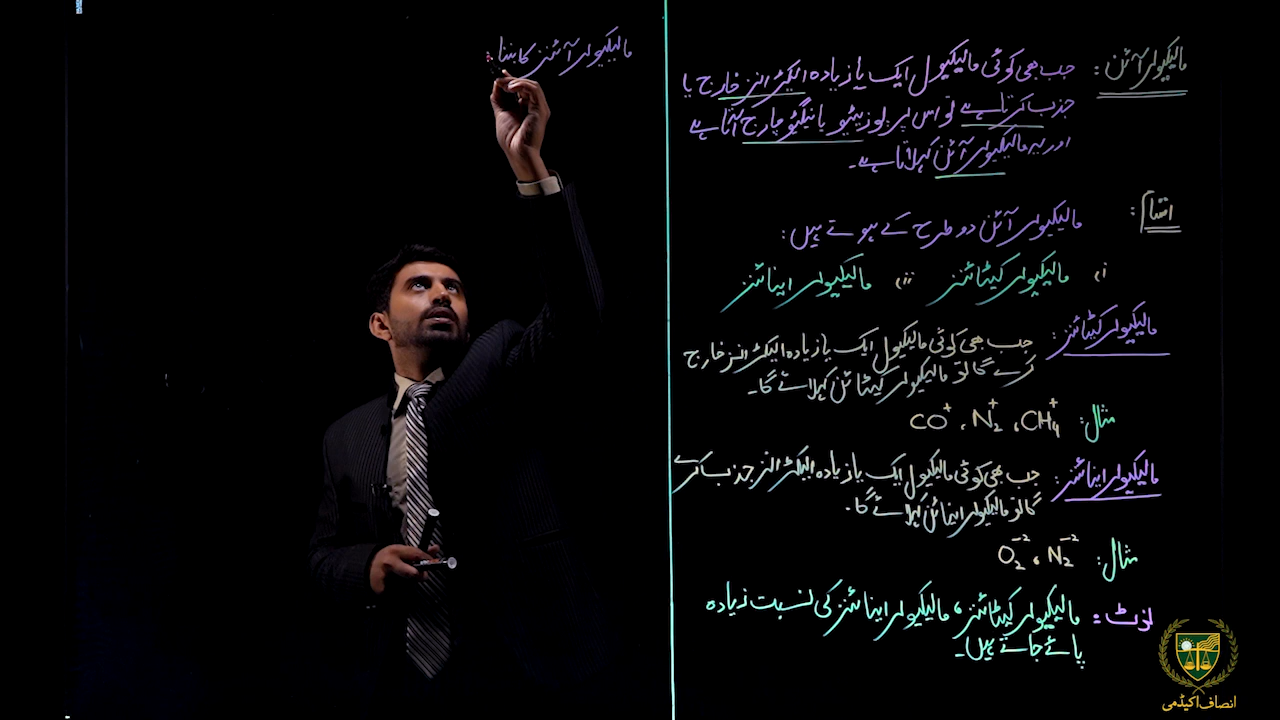 مالیکیولر آئن: جب بھی کوئی مالیکیول ایک یا زیادہ الیکٹرانز خارج یا
جذب کرتا ہے تو اس پر پوزیٹیو یا نیگٹیو چارج آتا ہے
اور یہ مالیکیولر آئن کہلاتا ہے۔
اقسام:
مالیکیولر آئن دو طرح کے ہوتے ہیں:
i) مالیکیولر کیٹائنز ii) مالیکیولر اینائنز
مالیکیولر کیٹائنز: جب بھی کوئی مالیکیول ایک یا زیادہ الیکٹرانز خارج
کرے گا تو مالیکیولر کیٹائن کہلائے گا۔
مثال: CH₄⁺ ، N₂⁺ ، CO⁺
مالیکیولر اینائنز: جب بھی کوئی مالیکیول ایک یا زیادہ الیکٹرانز جذب کرے
گا تو مالیکیولر اینائن کہلائے گا۔
مثال: N₂⁻² ، O₂⁻²
نوٹ: مالیکیولر کیٹائنز، مالیکیولر اینائنز کی نسبت زیادہ
پائے جاتے ہیں۔
مالیکیولر آئنز کا بننا:
انصاف اکیڈمی